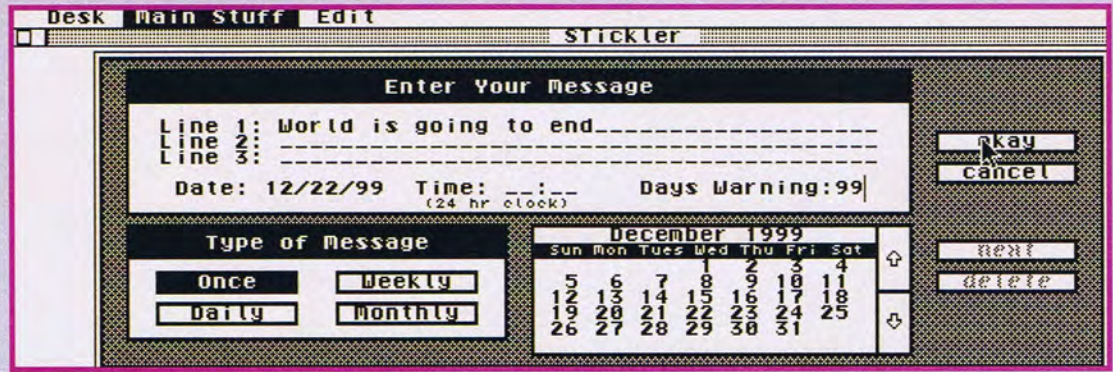 Desk Main Stuff Edit
STickler
Enter Your Message
Line 1: World is going to end
Line 2:
Line 3:
Date: 12/22/99 Time: __:__ Days Warning:99
(24 hr clock)
okay
cancel
Type of Message
Once Weekly
Daily Monthly
December 1999
Sun Mon Tues Wed Thu Fri Sat
1 2 3 4
5 6 7 8 9 10 11
12 13 14 15 16 17 18
19 20 21 22 23 24 25
26 27 28 29 30 31
next
delete